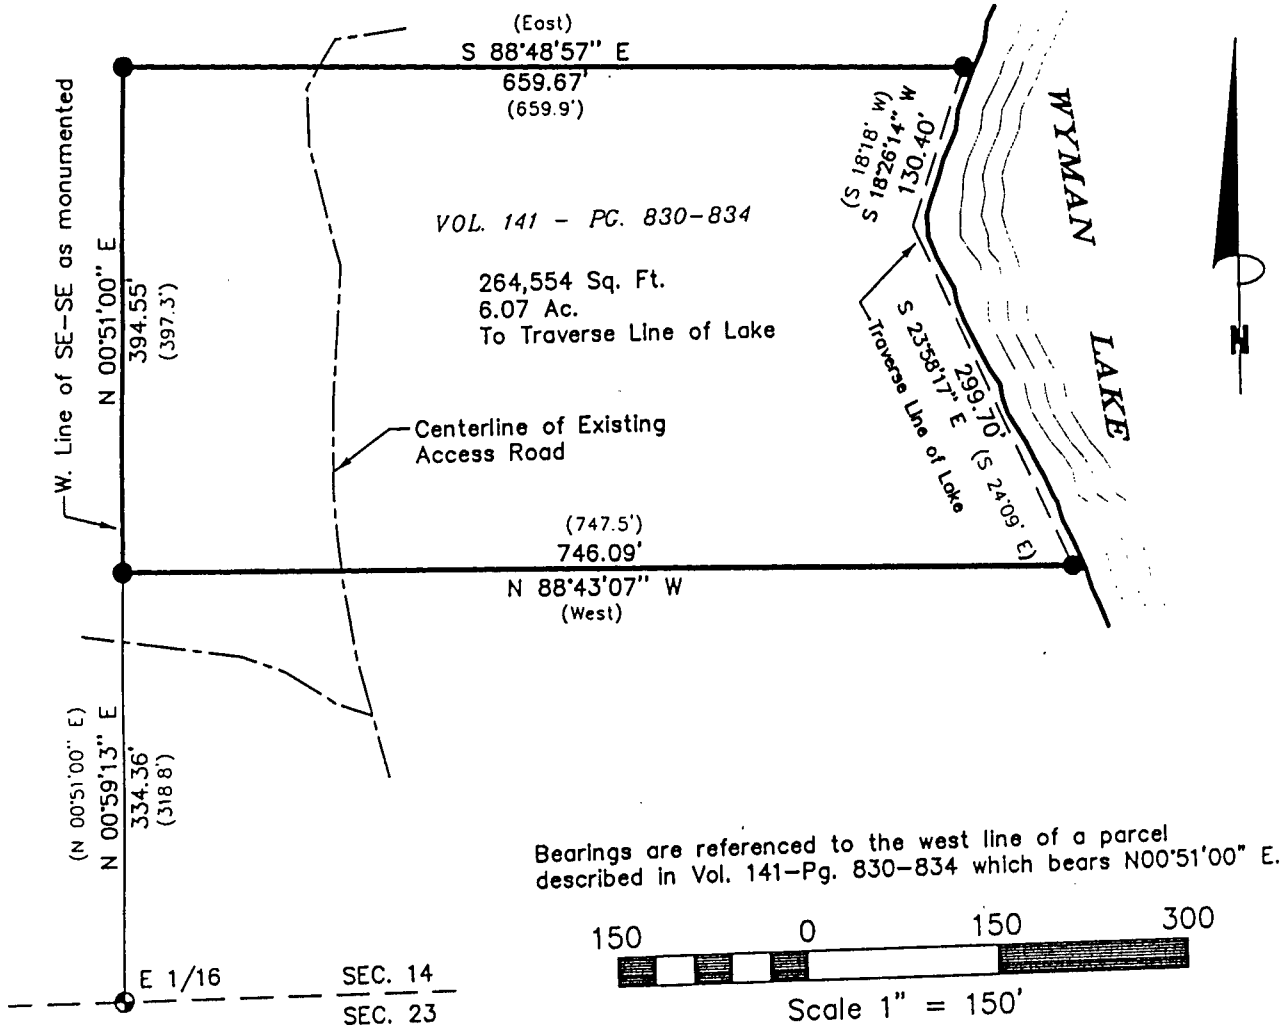 (East)
S 88°48'57" E
659.67'
(659.9')
W. Line of SE-SE as monumented
N 00°51'00" E
394.55'
(397.3')
(S 18°18' W)
S 18°26'14" W
130.40'
WYMAN
LAKE
VOL. 141 - PG. 830-834
264,554 Sq. Ft.
6.07 Ac.
To Traverse Line of Lake
299.70'
S 23°58'17" E (S 24°09' E)
Traverse Line of Lake
N
Centerline of Existing
Access Road
(747.5')
746.09'
N 88°43'07" W
(West)
(N 00°51'00" E)
N 00°59'13" E
334.36'
(318 8')
Bearings are referenced to the west line of a parcel
described in Vol. 141-Pg. 830-834 which bears N00°51'00" E.
150 0 150 300
Scale 1" = 150'
E 1/16
SEC. 14
SEC. 23